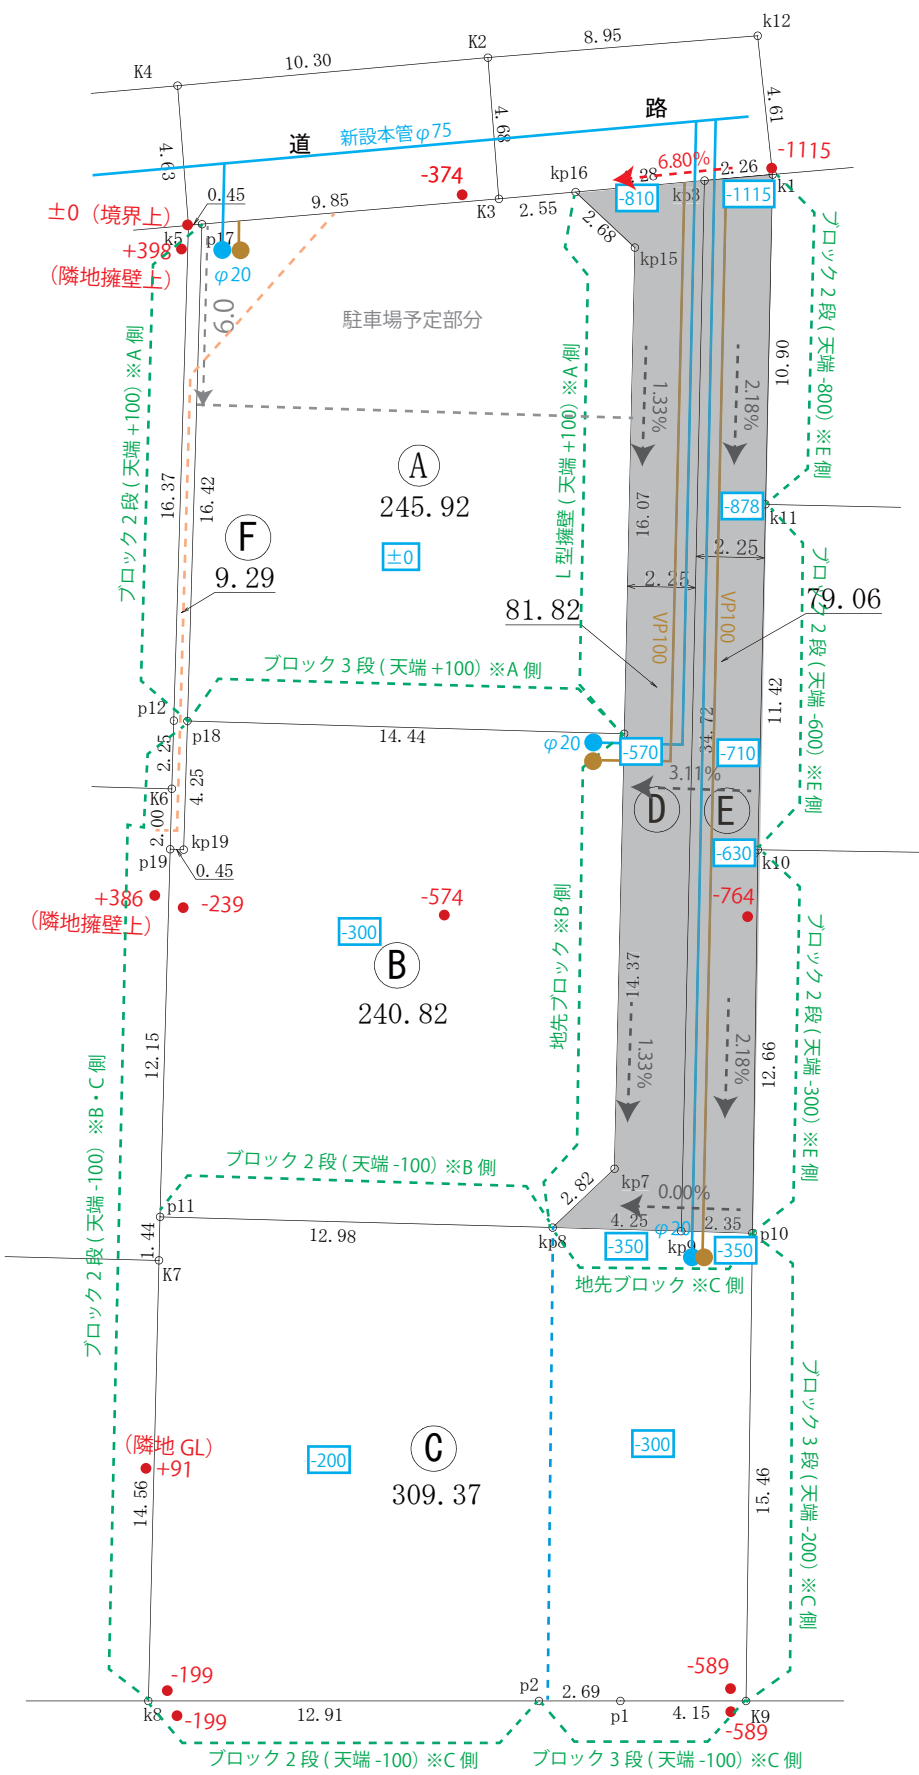 k12
K2
8.95
K4
10.30
4.61
4.63
道
新設本管φ75
4.68
路
-1115
6.80%
kp16
.28
2.26
k1
-374
-810
kp3
-1115
0.45
9.85
K3
2.55
±0（境界上）
k5
p17
2.68
+398
（隣地擁壁上）
φ20
kp15
0.9
駐車場予定部分
ブロック2段(天端-800)※E側
10.90
ブロック2段(天端+100)※A側
L型擁壁(天端+100)※A側
1.33%
2.18%
16.37
16.42
A
245.92
16.07
-878
k11
F
9.29
±0
2.25
2.25
81.82
79.06
VP100
VP100
ブロック2段(天端-600)※E側
ブロック3段(天端+100)※A側
11.42
p12
p18
14.44
34.72
φ20
-570
-710
2.25
4.25
3.11%
K6
D
E
2.00
kp19
p19
0.45
-630
k10
+386
（隣地擁壁上）
-239
-574
-764
-300
地先ブロック※B側
B
240.82
14.37
ブロック2段(天端-300)※E側
12.15
1.33%
2.18%
12.66
ブロック2段(天端-100) ※B・C側
ブロック2段(天端-100)※B側
2.82
kp7
0.00%
p11
12.98
kp8
4.25
φ20
2.35
p10
1.44
-350
kp9
-350
K7
地先ブロック※C側
ブロック3段(天端-200)※C側
（隣地GL）
+91
-200
C
-300
309.37
14.56
15.46
-199
-589
p2
2.69
k8
-199
12.91
p1
4.15
K9
-589
ブロック2段(天端-100)※C側
ブロック3段(天端-100)※C側